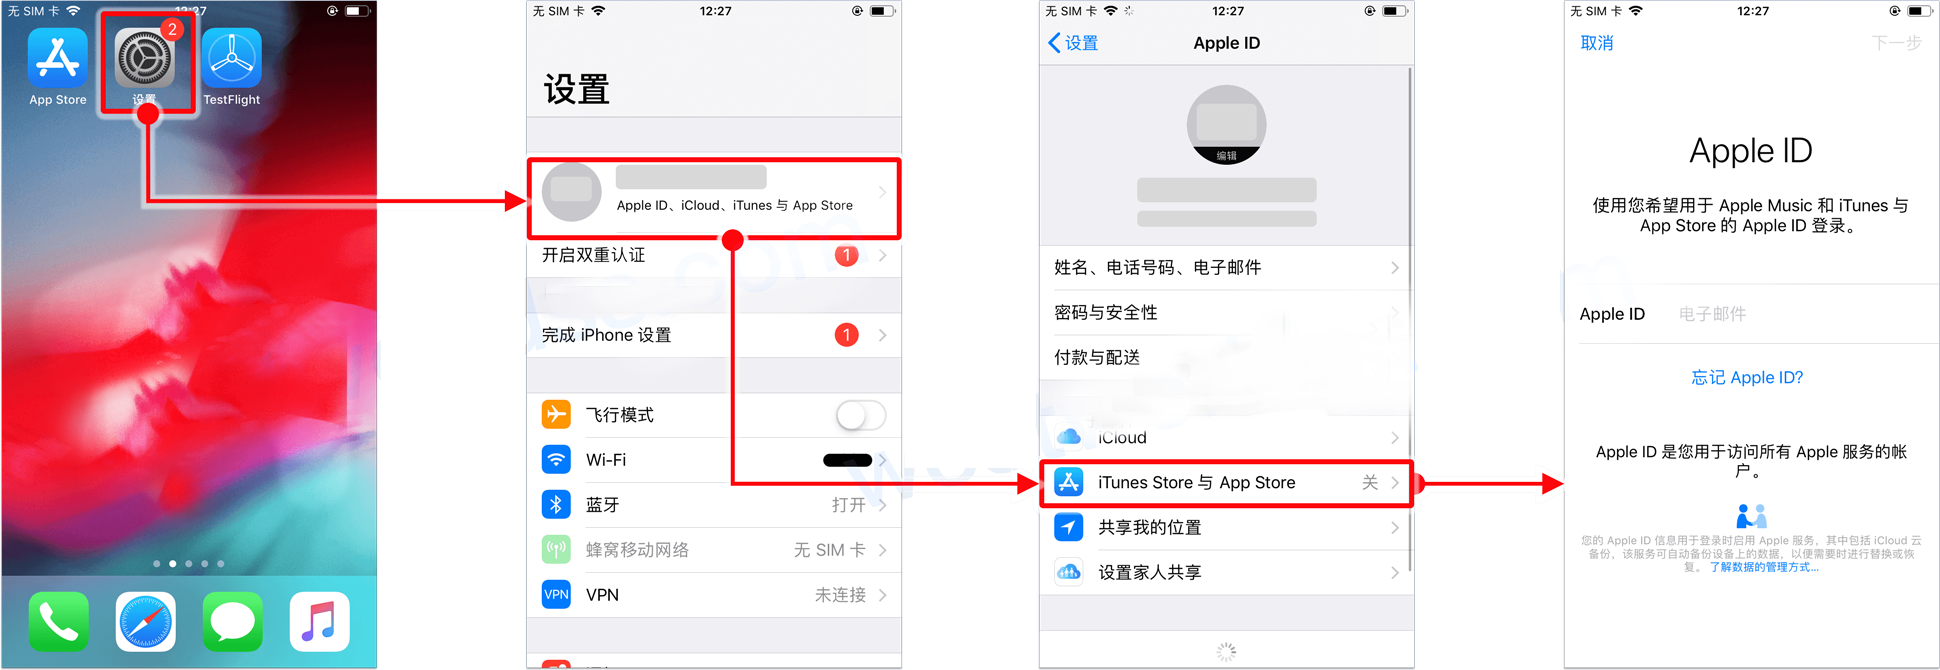 无 SIM 卡
2
App Store
设置
TestFlight
无 SIM 卡
12:27
设置
Apple ID、iCloud、iTunes 与 App Store
开启双重认证
1
完成 iPhone 设置
1
飞行模式
Wi-Fi
蓝牙
打开
蜂窝移动网络
无 SIM 卡
VPN
VPN
未连接
无 SIM 卡
12:27
设置
Apple ID
编辑
姓名、电话号码、电子邮件
密码与安全性
付款与配送
iCloud
iTunes Store 与 App Store
关
共享我的位置
设置家人共享
无 SIM 卡
12:27
取消
下一步
Apple ID
使用您希望用于 Apple Music 和 iTunes 与
App Store 的 Apple ID 登录。
Apple ID
电子邮件
忘记 Apple ID?
Apple ID 是您用于访问所有 Apple 服务的帐
户。
您的 Apple ID 信息用于登录时启用 Apple 服务，其中包括 iCloud 云
备份，该服务可自动备份设备上的数据，以便需要时进行替换或恢
复。 了解数据的管理方式...